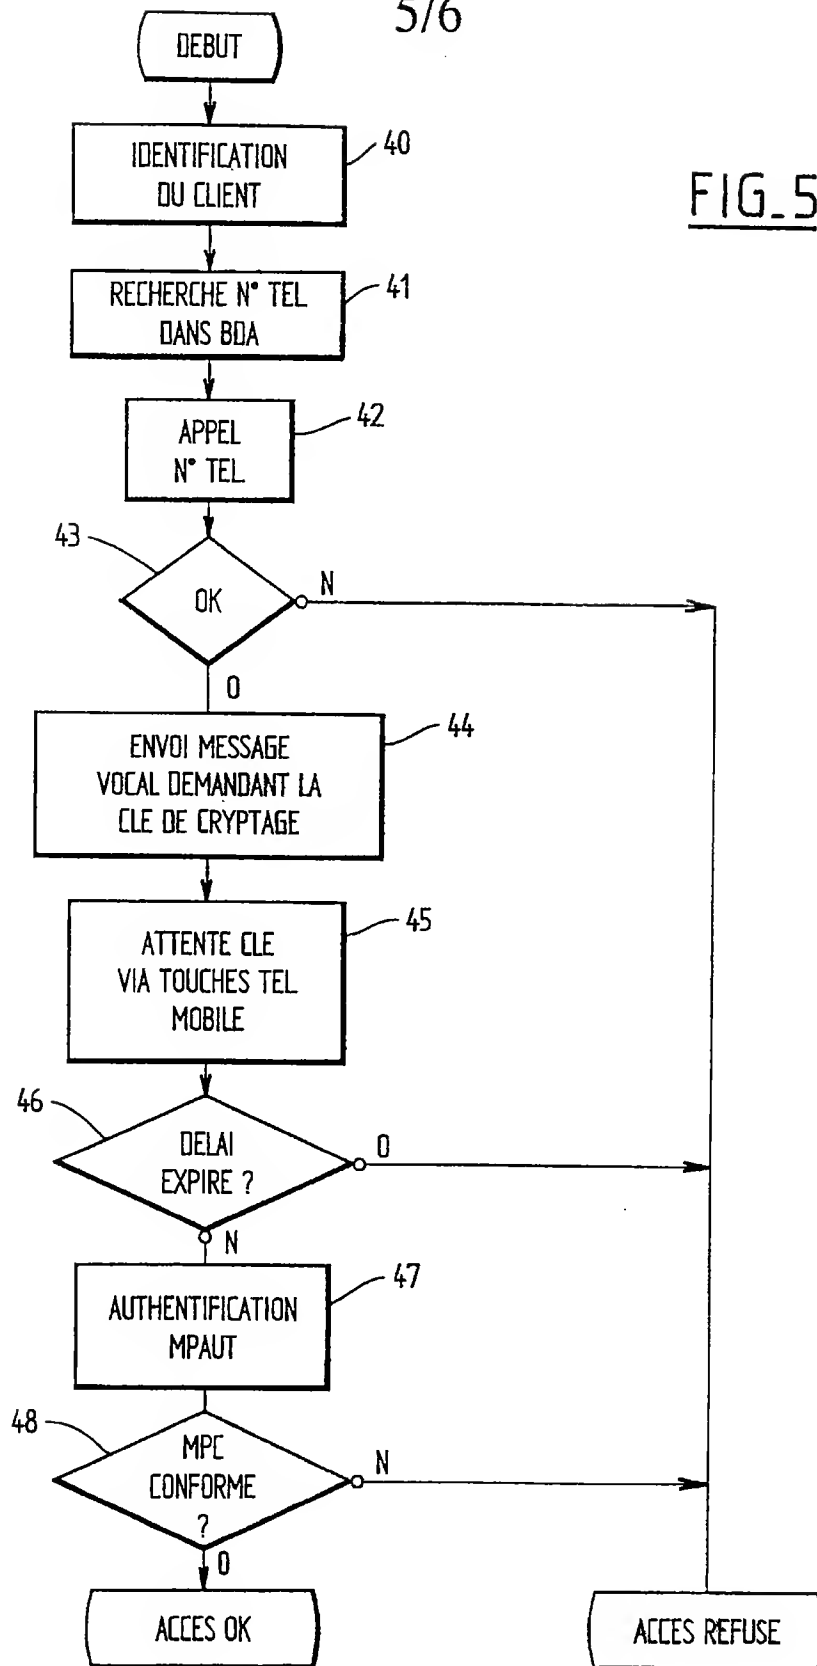 5/6
DEBUT
IDENTIFICATION
DU CLIENT
40
FIG_5
RECHERCHE N° TEL
DANS BDA
41
APPEL
N° TEL
42
43
OK
N
O
ENVOI MESSAGE
VOCAL DEMANDANT LA
CLE DE CRYPTAGE
44
ATTENTE CLE
VIA TOUCHES TEL
MOBILE
45
46
DELAI
EXPIRE ?
O
N
AUTHENTIFICATION
MPAUT
47
48
MPC
CONFORME
?
N
O
ACCES OK
ACCES REFUSE